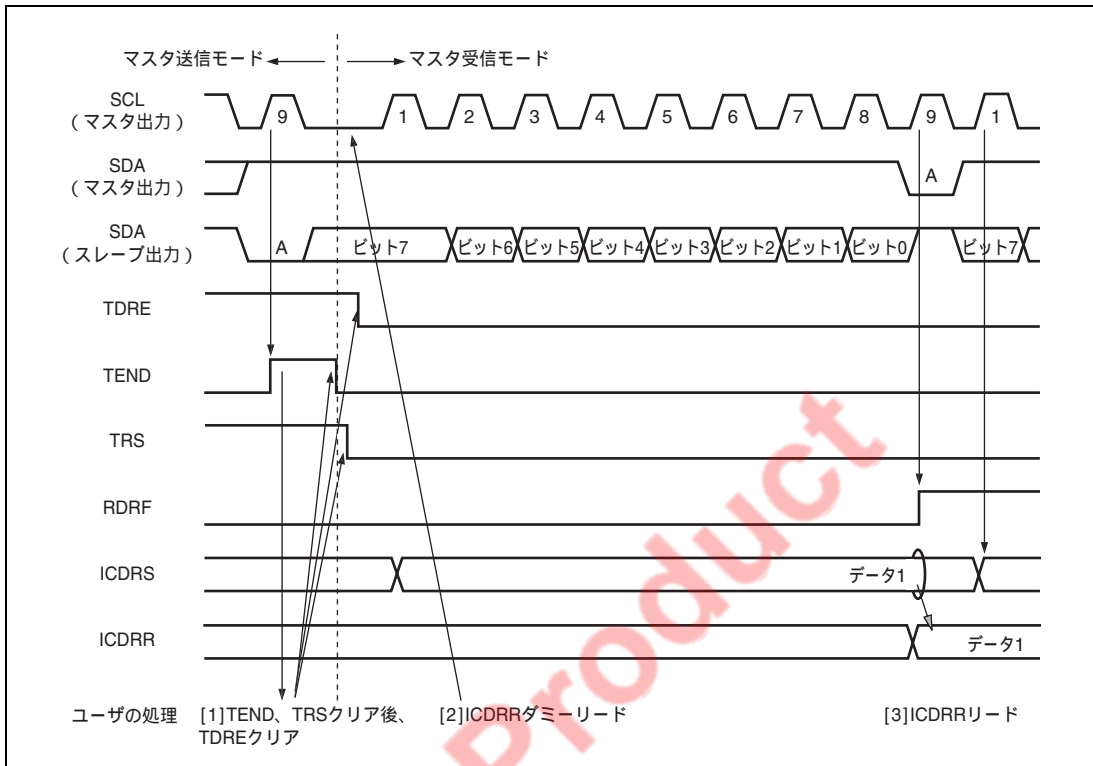 マスタ送信モード マスタ受信モード
SCL
(マスタ出力)
9 1 2 3 4 5 6 7 8 9 1
SDA
(マスタ出力)
A
SDA
(スレーブ出力)
A ビット7 ビット6 ビット5 ビット4 ビット3 ビット2 ビット1 ビット0 ビット7
TDRE
TEND
TRS
RDRF
ICDRS
データ1
ICDRR
データ1
ユーザの処理 [1]TEND、TRSクリア後、 [2]ICDRRダミーリード [3]ICDRRリード
TDREクリア
Product